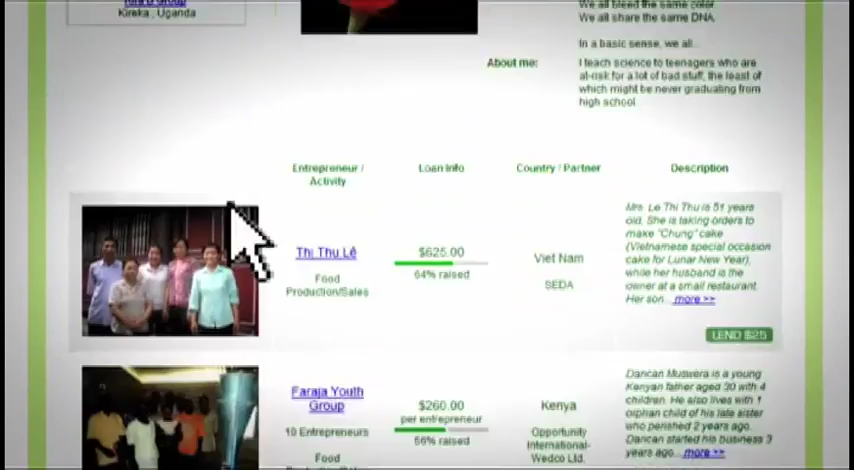 Kireka, Uganda
We all bleed the same color.
We all share the same DNA.
In a basic sense, we all...
About me:
I teach science to teenagers who are
at-risk for a lot of bad stuff, the least of
which might be never graduating from
high school
Entrepreneur /
Activity
Loan Info
Country / Partner
Description
Thi Thu Lê
Food
Production/Sales
$625.00
64% raised
Viet Nam
SEDA
Mrs. Le Thi Thu is 51 years
old. She is taking orders to
make "Chung" cake
(Vietnamese special occasion
cake for Lunar New Year),
while her husband is the
owner at a small restaurant.
Her son... more >>
LEND $25
Faraja Youth
Group
10 Entrepreneurs
Food
$260.00
per entrepreneur
56% raised
Kenya
Opportunity
International-
Wedco Ltd.
Dancan Muswera is a young
Kenyan father aged 30 with 4
children. He also lives with 1
orphan child of his late sister
who perished 2 years ago.
Dancan started his business 3
years ago... more >>